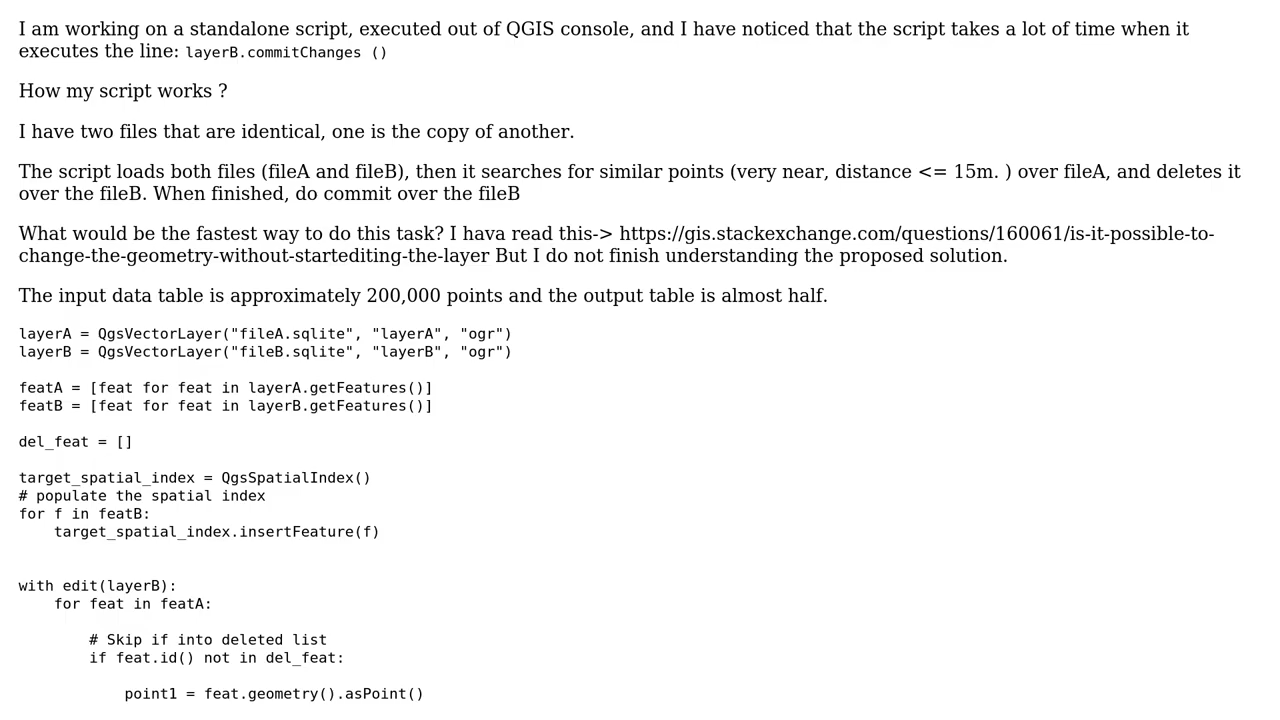 I am working on a standalone script, executed out of QGIS console, and I have noticed that the script takes a lot of time when it
executes the line: layerB.commitChanges ()
How my script works ?
I have two files that are identical, one is the copy of another.
The script loads both files (fileA and fileB), then it searches for similar points (very near, distance <= 15m. ) over fileA, and deletes it
over the fileB. When finished, do commit over the fileB
What would be the fastest way to do this task? I hava read this-> https://gis.stackexchange.com/questions/160061/is-it-possible-to-
change-the-geometry-without-startediting-the-layer But I do not finish understanding the proposed solution.
The input data table is approximately 200,000 points and the output table is almost half.
layerA = QgsVectorLayer("fileA.sqlite", "layerA", "ogr")
layerB = QgsVectorLayer("fileB.sqlite", "layerB", "ogr")
featA = [feat for feat in layerA.getFeatures()]
featB = [feat for feat in layerB.getFeatures()]
del_feat = []
target_spatial_index = QgsSpatialIndex()
# populate the spatial index
for f in featB:
    target_spatial_index.insertFeature(f)
with edit(layerB):
    for feat in featA:
        # Skip if into deleted list
        if feat.id() not in del_feat:
            point1 = feat.geometry().asPoint()